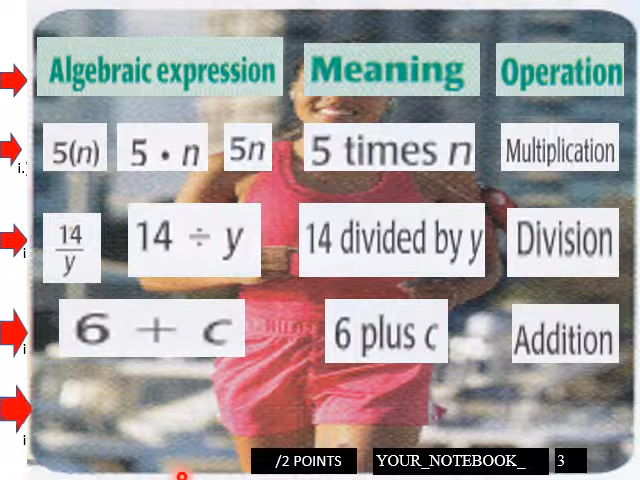 Algebraic expression Meaning Operation
5(n) 5 • n 5n 5 times n Multiplication
i.)
14/y 14 ÷ y 14 divided by y Division
i
6 + c 6 plus c Addition
i
i
/2 POINTS YOUR_NOTEBOOK_ 3